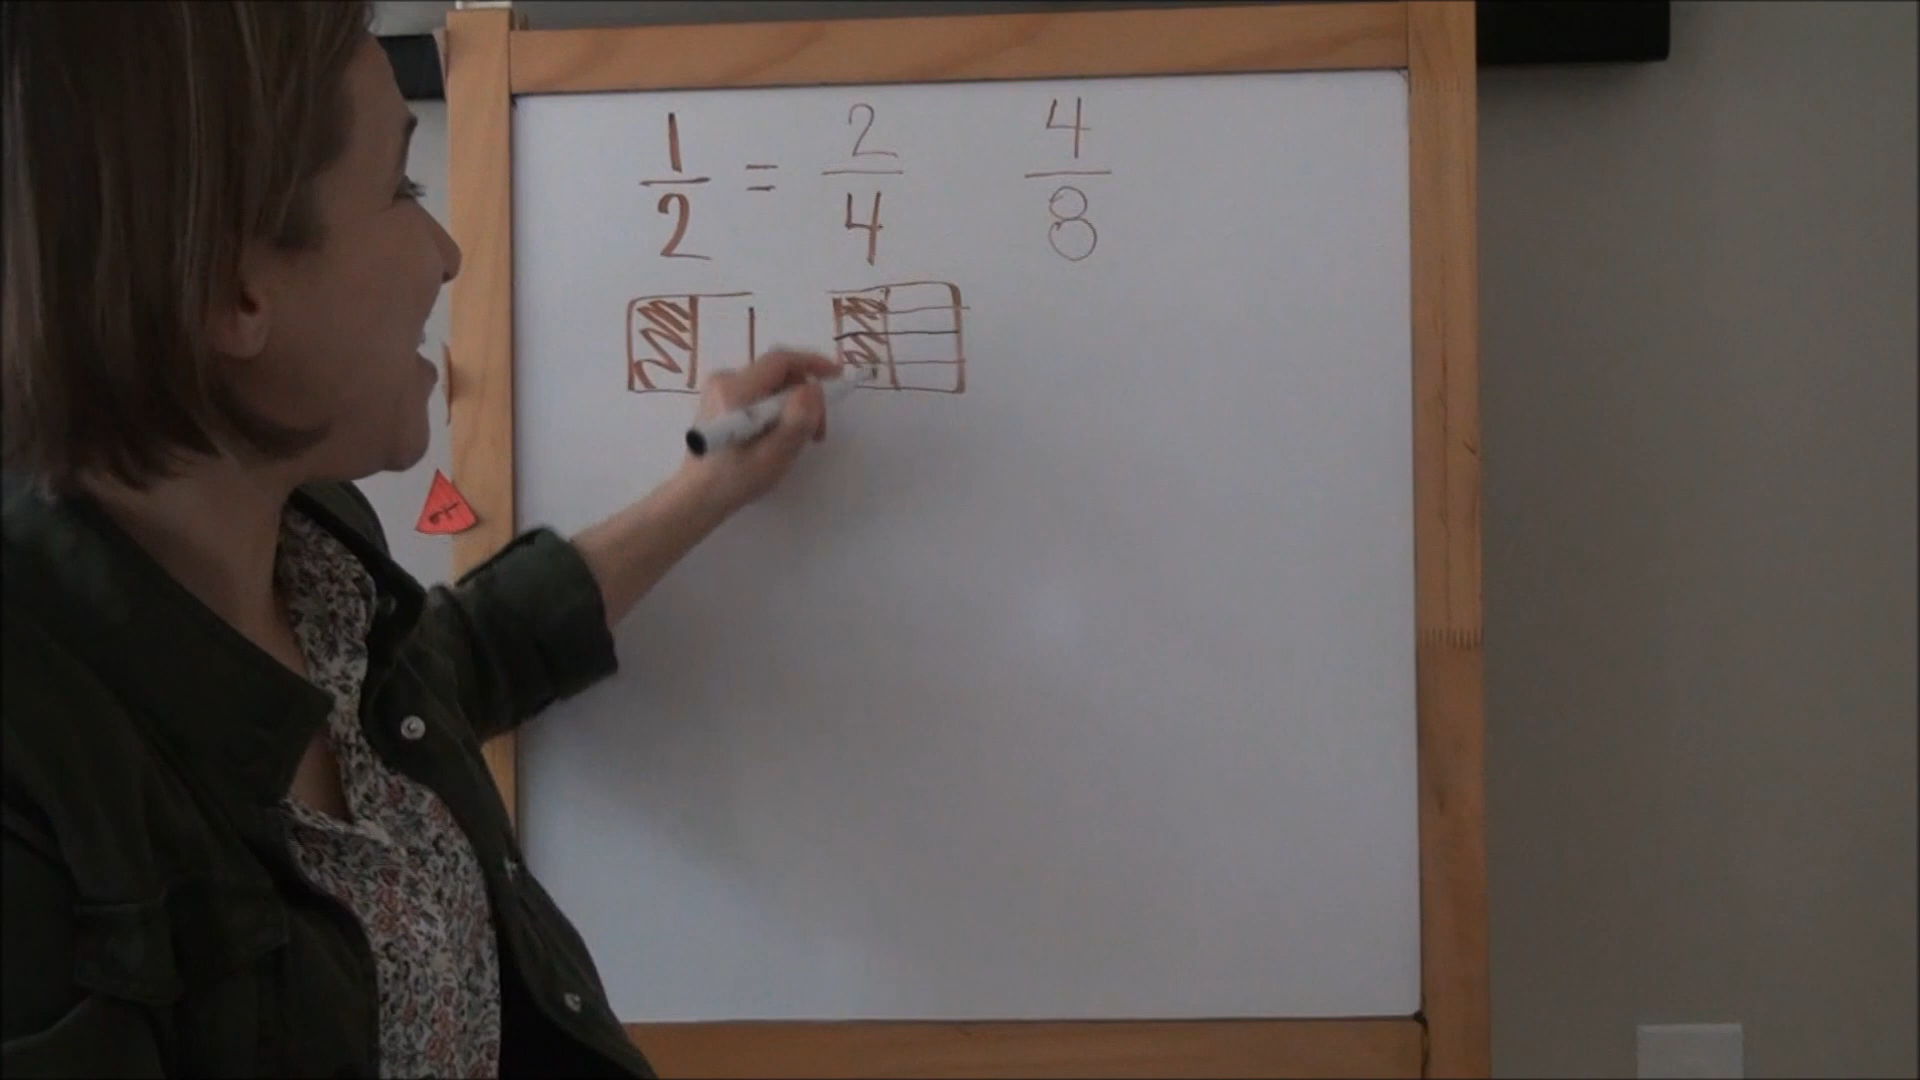 1/2 = 2/4 4/8